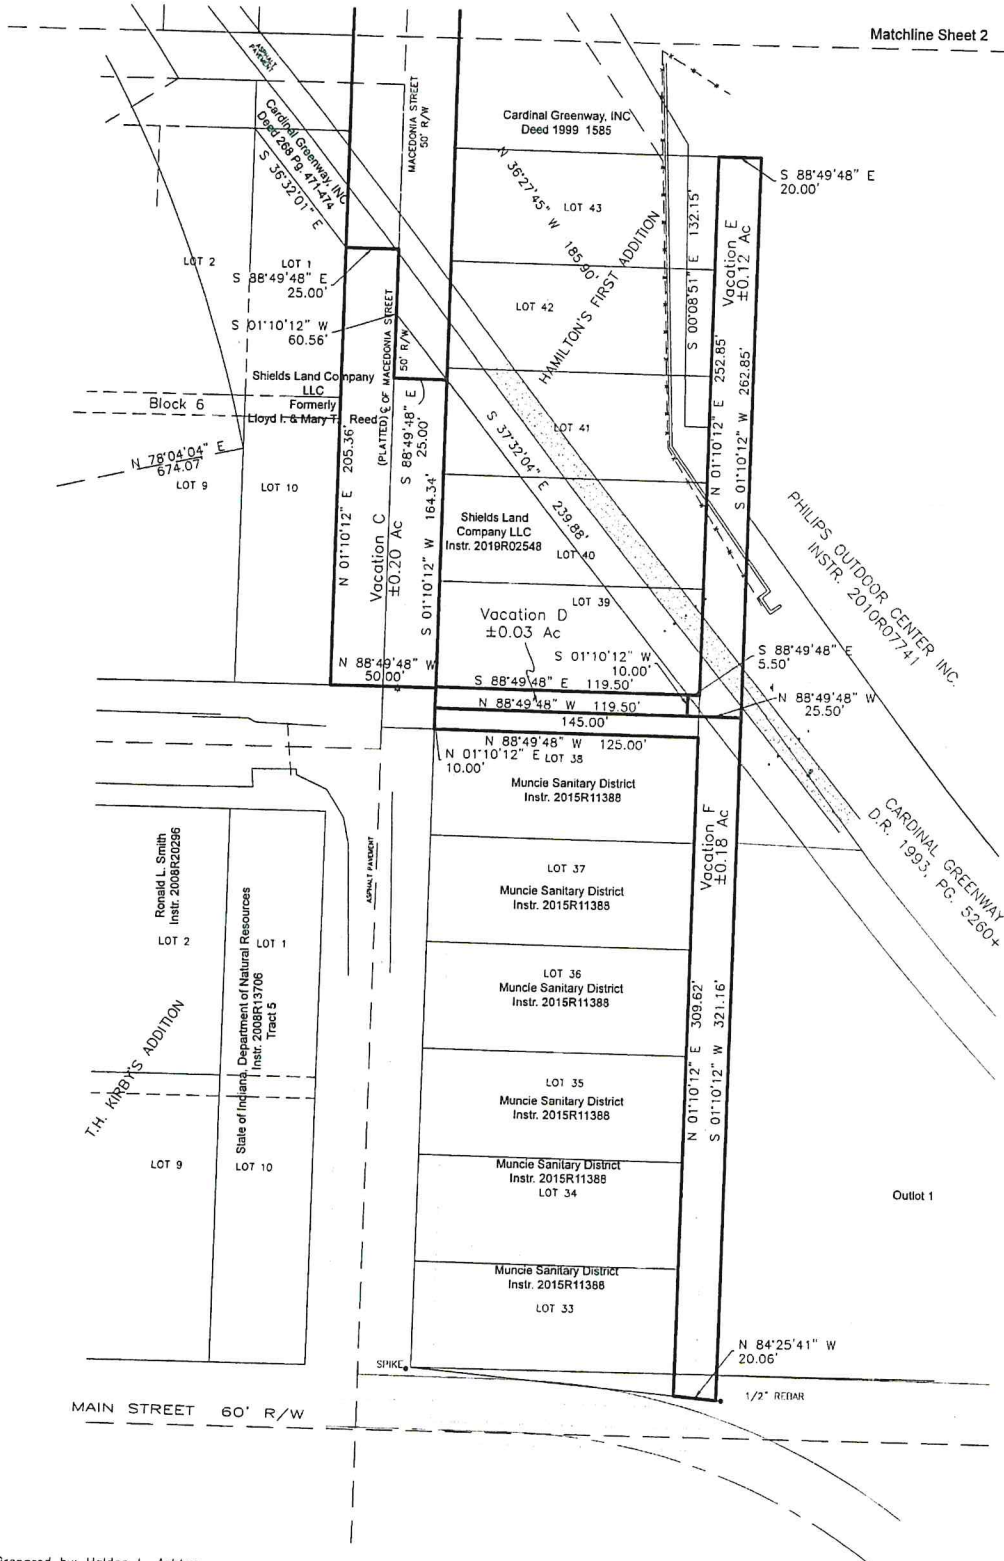 Matchline Sheet 2
ASPHALT
PAVEMENT
MACEDONIA STREET
50' R/W
Cardinal Greenway, INC
Deed 268 Pg. 471-474
S 36°32'01" E
Cardinal Greenway, INC
Deed 1999 1585
N 36°27'45" W 185.90'
LOT 43
HAMILTON'S FIRST ADDITION
S 00°08'51" E 132.15'
S 88°49'48" E
20.00'
Vacation E
±0.12 Ac
N 01°10'12" E 252.85'
S 01°10'12" W 262.85'
LOT 2
LOT 1
S 88°49'48" E
25.00'
S 01°10'12" W
60.56'
LOT 42
(PLATTED) ℄ OF MACEDONIA STREET
50' R/W
Shields Land Company
LLC
Formerly
Lloyd I. & Mary T. Reed
Block 6
N 78°04'04" E
674.07
LOT 9
LOT 10
N 01°10'12" E 205.36'
Vacation C
±0.20 Ac
S 88°49'48" E
25.00'
S 01°10'12" W 164.34'
LOT 41
S 37°32'04" E 239.88'
Shields Land
Company LLC
Instr. 2019R02548
LOT 40
PHILIPS OUTDOOR CENTER INC.
INSTR. 2010R07741
LOT 39
Vacation D
±0.03 Ac
S 01°10'12" W
10.00'
S 88°49'48" E
5.50'
N 88°49'48" W
50.00'
S 88°49'48" E 119.50'
N 88°49'48" W 119.50'
N 88°49'48" W
25.50'
145.00'
N 88°49'48" W 125.00'
N 01°10'12" E
10.00'
LOT 38
Muncie Sanitary District
Instr. 2015R11388
Vacation F
±0.18 Ac
CARDINAL GREENWAY
D.R. 1993, PG. 5260+
ASPHALT PAVEMENT
Ronald L. Smith
Instr. 2008R20296
LOT 2
State of Indiana, Department of Natural Resources
Instr. 2008R13706
Tract 5
LOT 1
LOT 37
Muncie Sanitary District
Instr. 2015R11388
LOT 36
Muncie Sanitary District
Instr. 2015R11388
N 01°10'12" E 309.62'
S 01°10'12" W 321.16'
T.H. KIRBY'S ADDITION
LOT 35
Muncie Sanitary District
Instr. 2015R11388
LOT 9
LOT 10
Muncie Sanitary District
Instr. 2015R11388
LOT 34
Outlot 1
Muncie Sanitary District
Instr. 2015R11388
LOT 33
N 84°25'41" W
20.06'
SPIKE
1/2" REBAR
MAIN STREET 60' R/W